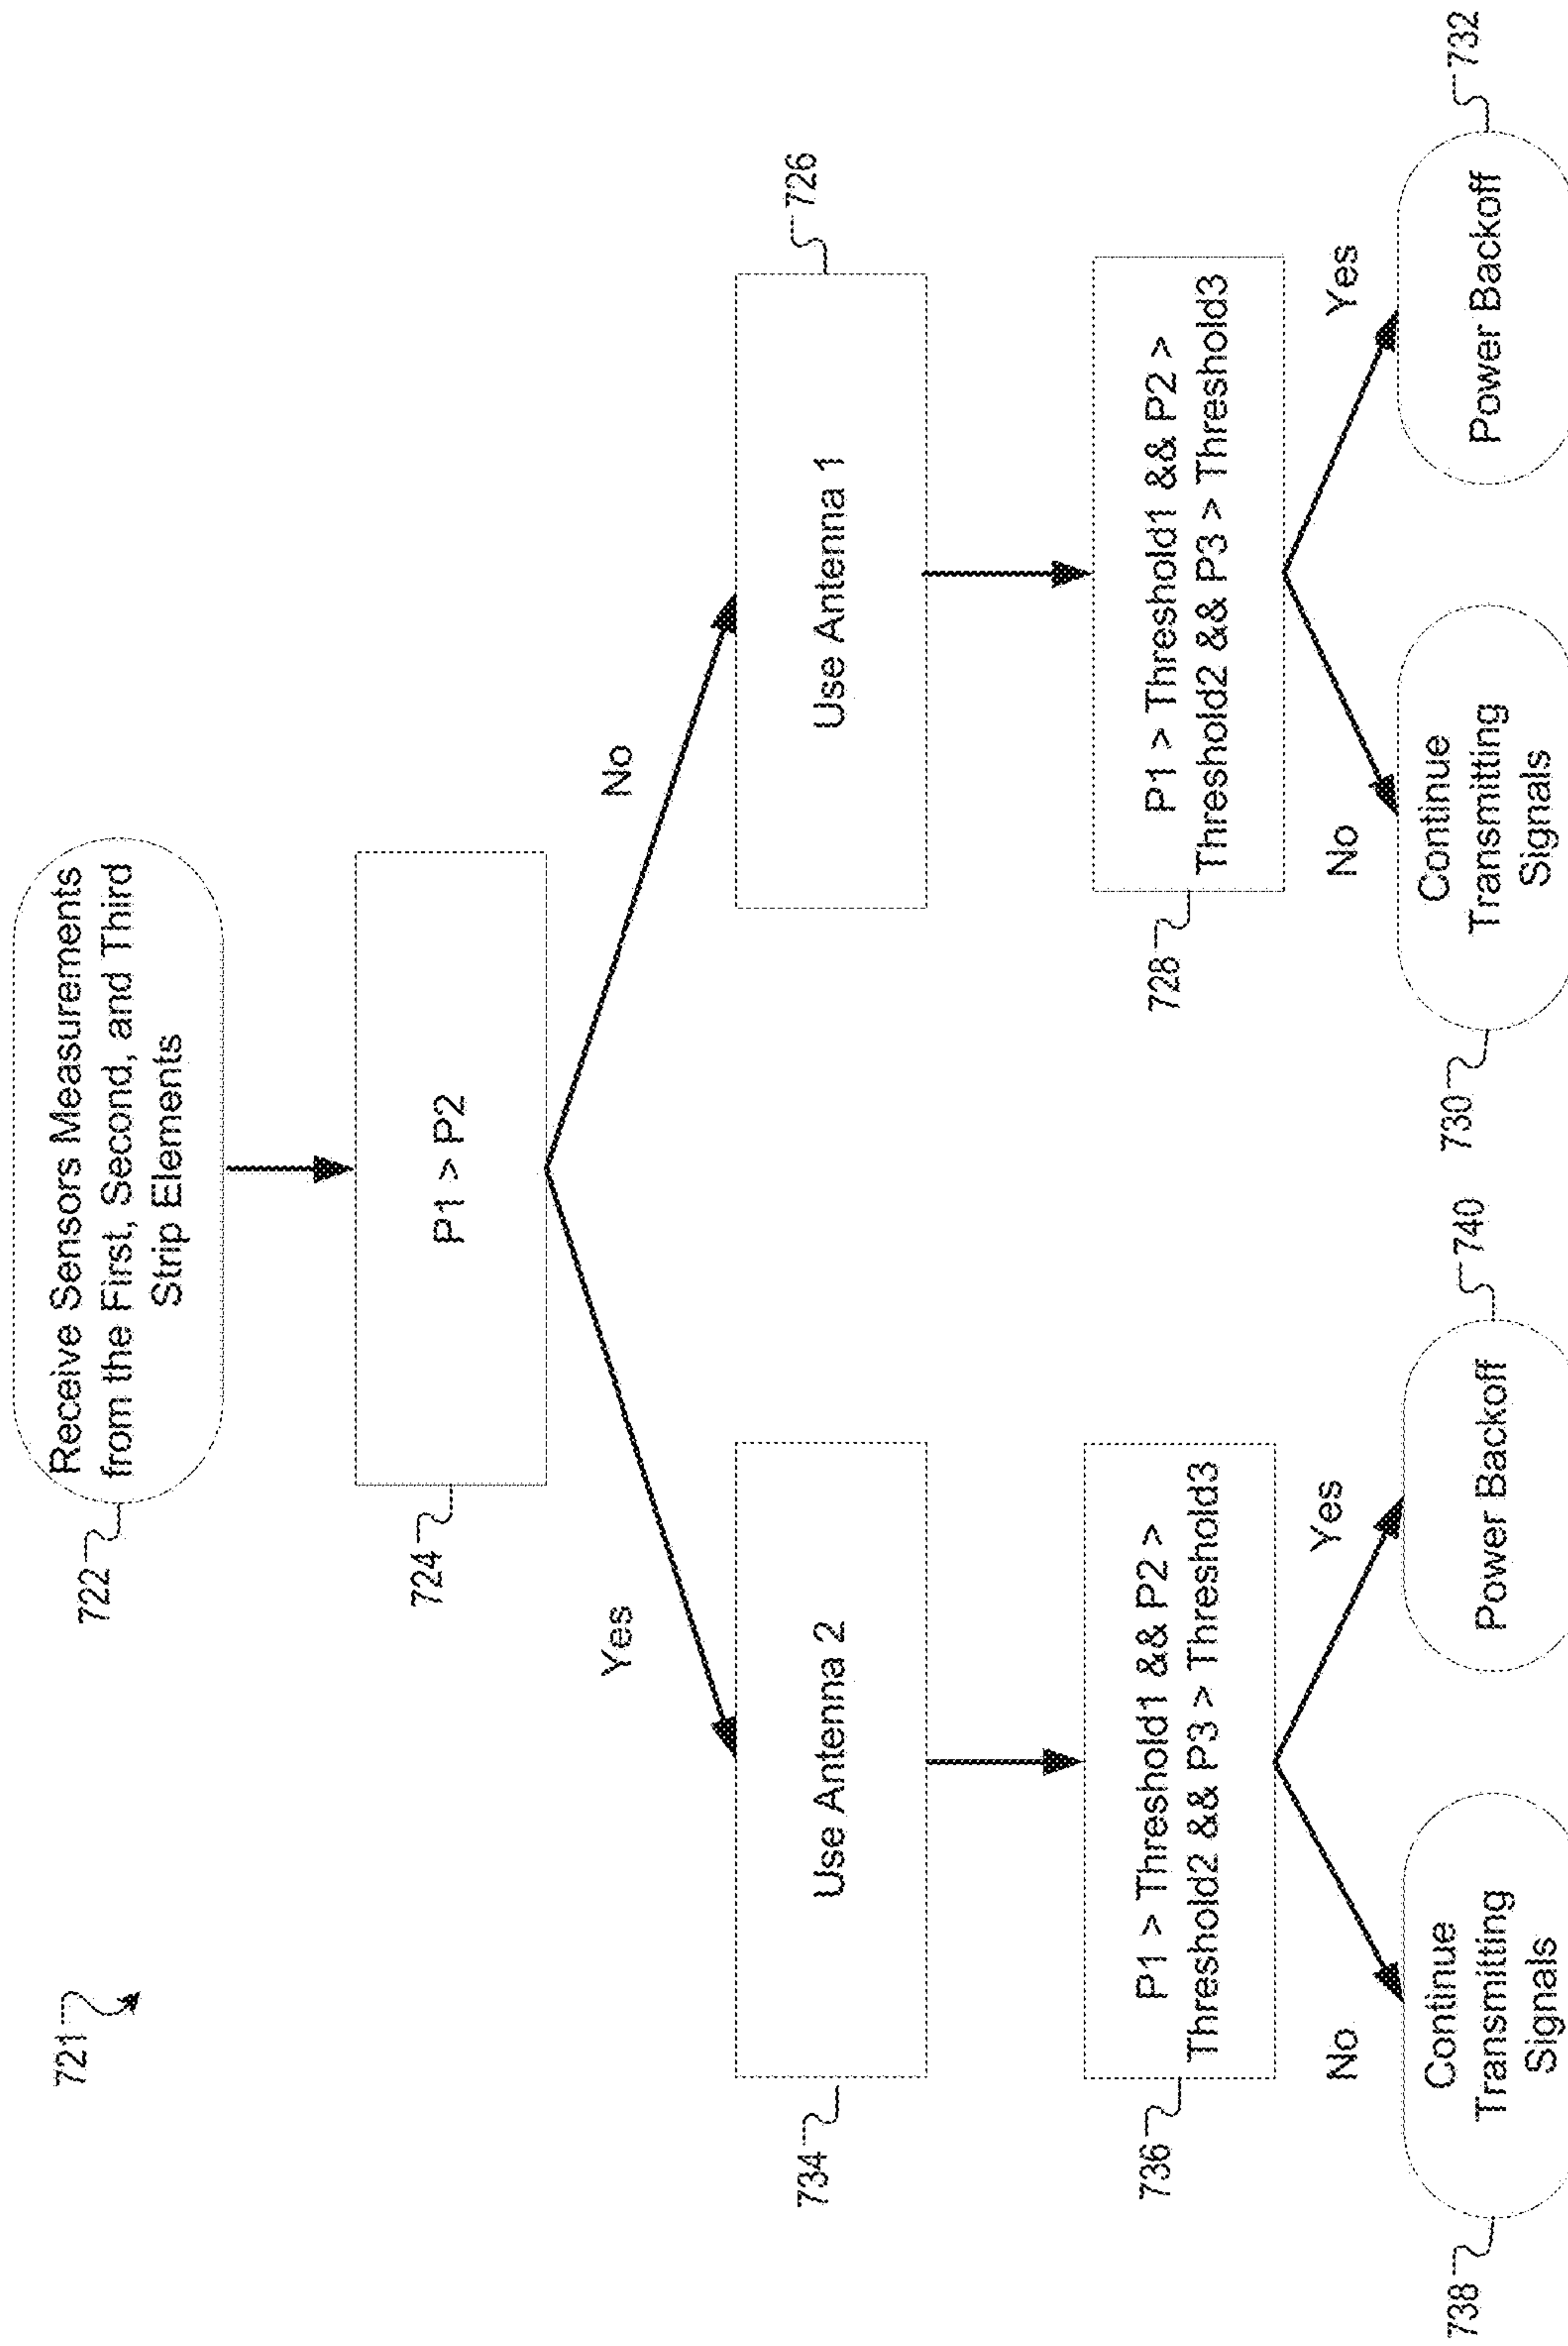 721
722
Receive Sensors Measurements
from the First, Second, and Third
Strip Elements
724
P1 > P2
Yes
No
734
Use Antenna 2
Use Antenna 1
726
736
P1 > Threshold1 && P2 >
Threshold2 && P3 > Threshold3
728
P1 > Threshold1 && P2 >
Threshold2 && P3 > Threshold3
No
Yes
No
Yes
738
Continue
Transmitting
Signals
Power Backoff
740
730
Continue
Transmitting
Signals
Power Backoff
732